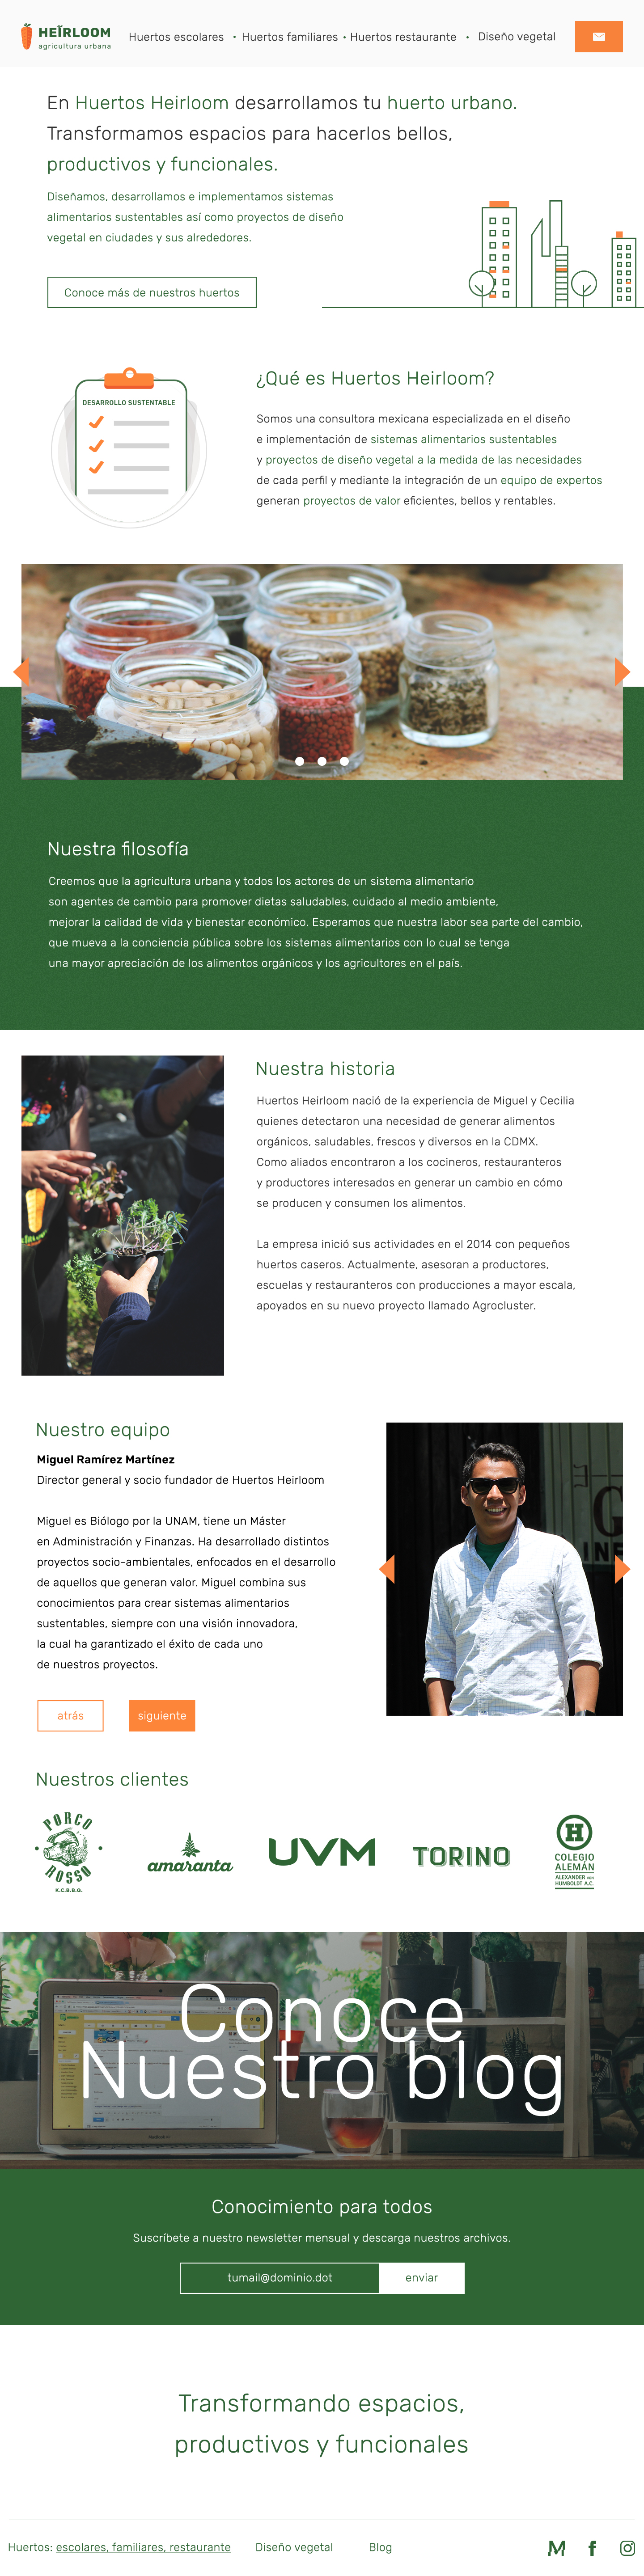 HEÏRLOOM
agricultura urbana
Huertos escolares • Huertos familiares • Huertos restaurante • Diseño vegetal
En Huertos Heirloom desarrollamos tu huerto urbano.
Transformamos espacios para hacerlos bellos,
productivos y funcionales.
Diseñamos, desarrollamos e implementamos sistemas
alimentarios sustentables así como proyectos de diseño
vegetal en ciudades y sus alrededores.
Conoce más de nuestros huertos
DESARROLLO SUSTENTABLE
¿Qué es Huertos Heirloom?
Somos una consultora mexicana especializada en el diseño
e implementación de sistemas alimentarios sustentables
y proyectos de diseño vegetal a la medida de las necesidades
de cada perfil y mediante la integración de un equipo de expertos
generan proyectos de valor eficientes, bellos y rentables.
Nuestra filosofía
Creemos que la agricultura urbana y todos los actores de un sistema alimentario
son agentes de cambio para promover dietas saludables, cuidado al medio ambiente,
mejorar la calidad de vida y bienestar económico. Esperamos que nuestra labor sea parte del cambio,
que mueva a la conciencia pública sobre los sistemas alimentarios con lo cual se tenga
una mayor apreciación de los alimentos orgánicos y los agricultores en el país.
Nuestra historia
Huertos Heirloom nació de la experiencia de Miguel y Cecilia
quienes detectaron una necesidad de generar alimentos
orgánicos, saludables, frescos y diversos en la CDMX.
Como aliados encontraron a los cocineros, restauranteros
y productores interesados en generar un cambio en cómo
se producen y consumen los alimentos.
La empresa inició sus actividades en el 2014 con pequeños
huertos caseros. Actualmente, asesoran a productores,
escuelas y restauranteros con producciones a mayor escala,
apoyados en su nuevo proyecto llamado Agrocluster.
Nuestro equipo
Miguel Ramírez Martínez
Director general y socio fundador de Huertos Heirloom
Miguel es Biólogo por la UNAM, tiene un Máster
en Administración y Finanzas. Ha desarrollado distintos
proyectos socio-ambientales, enfocados en el desarrollo
de aquellos que generan valor. Miguel combina sus
conocimientos para crear sistemas alimentarios
sustentables, siempre con una visión innovadora,
la cual ha garantizado el éxito de cada uno
de nuestros proyectos.
atrás
siguiente
Nuestros clientes
PORCO
ROSSO
K.C.B.B.G.
amaranta
UVM
TORINO
H
COLEGIO
ALEMÁN
ALEXANDER VON
HUMBOLDT A.C.
Conoce
Nuestro blog
Conocimiento para todos
Suscríbete a nuestro newsletter mensual y descarga nuestros archivos.
tumail@dominio.dot
enviar
Transformando espacios,
productivos y funcionales
Huertos: escolares, familiares, restaurante
Diseño vegetal
Blog